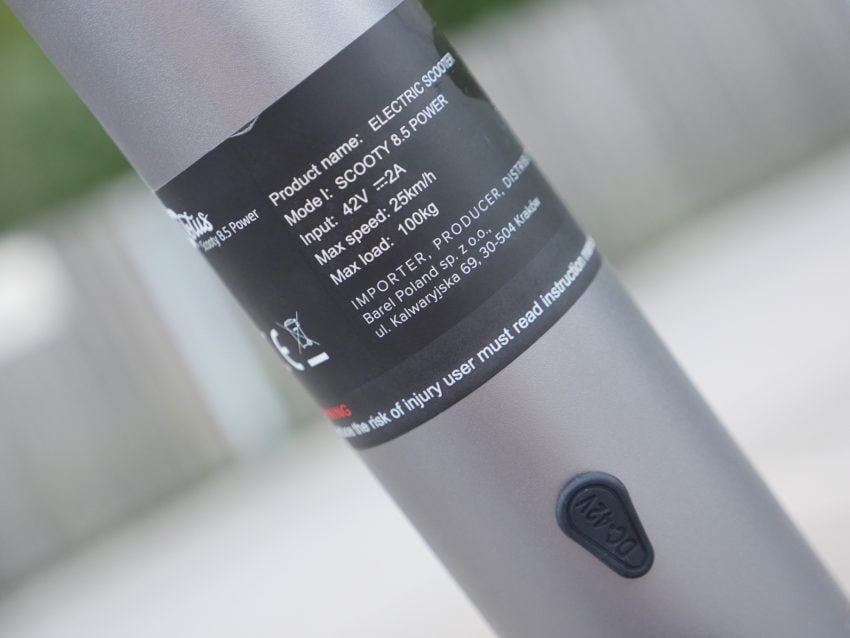 Motus
Scooty 8.5 Power
Product name: ELECTRIC SCOOTER
Model: SCOOTY 8.5 POWER
Input: 42V ⎓2A
Max speed: 25km/h
Max load: 100kg
IMPORTER, PRODUCER,
Barel Poland sp. z o.o.,
ul. Kalwaryjska 69, 30-504 Kraków
CE
the risk of injury user must read instruction
DC-42V